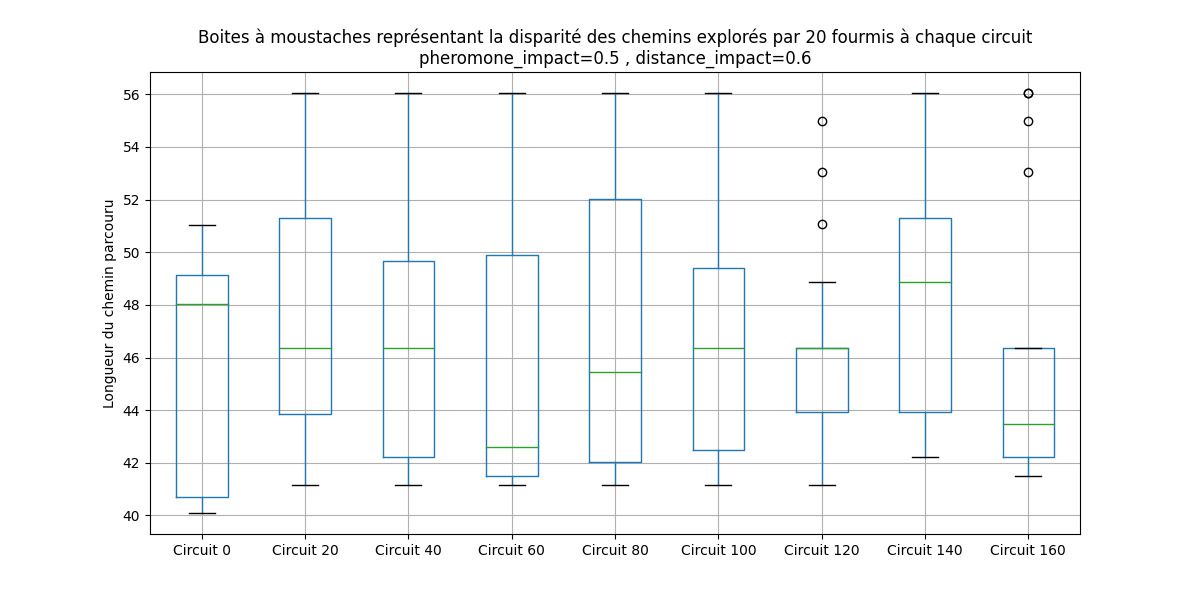 Boites à moustaches représentant la disparité des chemins explorés par 20 fourmis à chaque circuit
pheromone_impact=0.5 , distance_impact=0.6
Longueur du chemin parcouru
56
54
52
50
48
46
44
42
40
Circuit 0
Circuit 20
Circuit 40
Circuit 60
Circuit 80
Circuit 100
Circuit 120
Circuit 140
Circuit 160